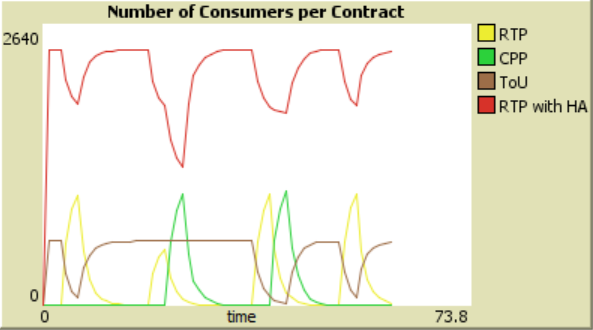 Number of Consumers per Contract
2640
0
0
time
73.8
RTP
CPP
ToU
RTP with HA